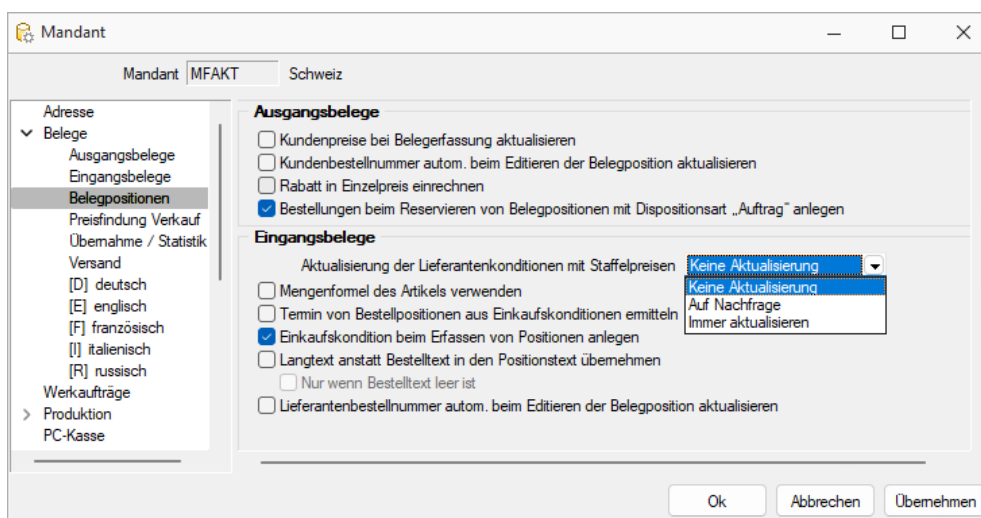 Mandant
Mandant MFAKT Schweiz
Adresse
Belege
Ausgangsbelege
Eingangsbelege
Belegpositionen
Preisfindung Verkauf
Übernahme / Statistik
Versand
[D] deutsch
[E] englisch
[F] französisch
[I] italienisch
[R] russisch
Werkaufträge
Produktion
PC-Kasse
Ausgangsbelege
Kundenpreise bei Belegerfassung aktualisieren
Kundenbestellnummer autom. beim Editieren der Belegposition aktualisieren
Rabatt in Einzelpreis einrechnen
Bestellungen beim Reservieren von Belegpositionen mit Dispositionsart „Auftrag" anlegen
Eingangsbelege
Aktualisierung der Lieferantenkonditionen mit Staffelpreisen Keine Aktualisierung
Keine Aktualisierung
Auf Nachfrage
Immer aktualisieren
Mengenformel des Artikels verwenden
Termin von Bestellpositionen aus Einkaufskonditionen ermitteln
Einkaufskondition beim Erfassen von Positionen anlegen
Langtext anstatt Bestelltext in den Positionstext übernehmen
Nur wenn Bestelltext leer ist
Lieferantenbestellnummer autom. beim Editieren der Belegposition aktualisieren
Ok Abbrechen Übernehmen